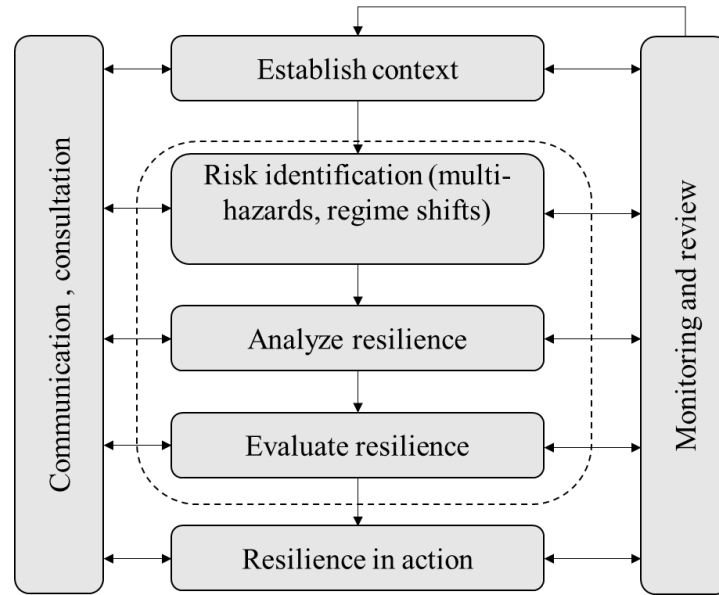 Establish context
Risk identification (multi-
hazards, regime shifts)
Analyze resilience
Evaluate resilience
Resilience in action
Communication , consultation
Monitoring and review